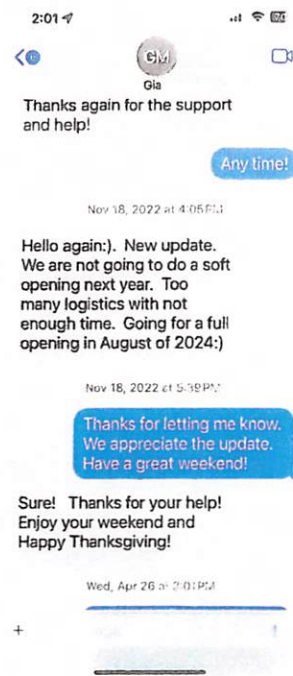 2:01
GM
Gia
Thanks again for the support
and help!
Any time!
Nov 18, 2022 at 4:05 PM
Hello again:). New update.
We are not going to do a soft
opening next year. Too
many logistics with not
enough time. Going for a full
opening in August of 2024:)
Nov 18, 2022 at 5:39 PM
Thanks for letting me know.
We appreciate the update.
Have a great weekend!
Sure! Thanks for your help!
Enjoy your weekend and
Happy Thanksgiving!
Wed, Apr 26 at 2:01 PM
+